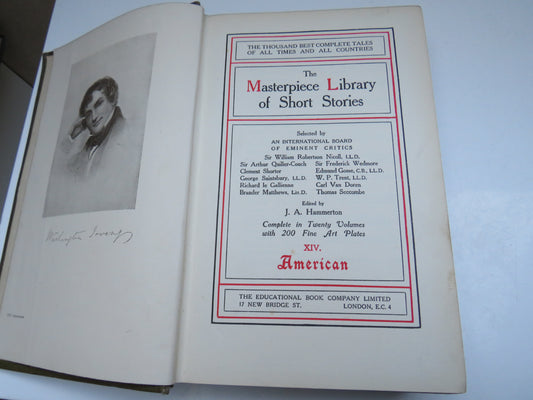 Washington Irving
THE THOUSAND BEST COMPLETE TALES
OF ALL TIMES AND ALL COUNTRIES
The
Masterpiece Library
of Short Stories
Selected by
AN INTERNATIONAL BOARD
OF EMINENT CRITICS
Sir William Robertson Nicoll, LL.D.
Sir Arthur Quiller-Couch Sir Frederick Wedmore
Clement Shorter Edmund Gosse, C.B., LL.D.
George Saintsbury, LL.D. W. P. Trent, LL.D.
Richard le Gallienne Carl Van Doren
Brander Matthews, Lit.D. Thomas Seccombe
Edited by
J. A. Hammerton
Complete in Twenty Volumes
with 200 Fine Art Plates
XIV.
American
THE EDUCATIONAL BOOK COMPANY LIMITED
17 NEW BRIDGE ST. LONDON, E.C. 4